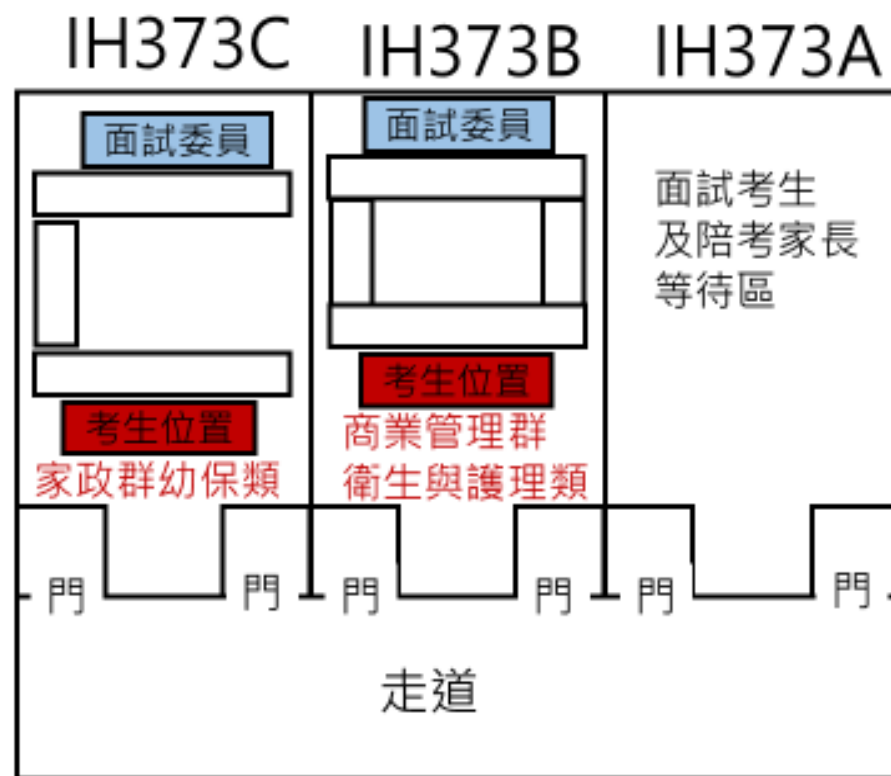 IH373C
IH373B
IH373A
面試委員
面試委員
面試考生
及陪考家長
等待區
考生位置
考生位置
家政群幼保類
商業管理群
衛生與護理類
門
門
門
門
門
門
走道